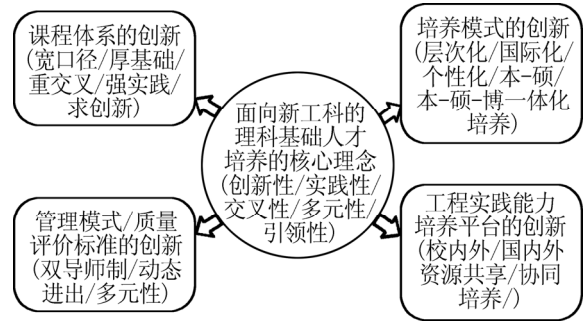 课程体系的创新
(宽口径/厚基础/
重交叉/强实践/
求创新)
培养模式的创新
(层次化/国际化/
个性化/本-硕/
本-硕-博一体化
培养)
面向新工科的
理科基础人才
培养的核心理念
(创新性/实践性/
交叉性/多元性/
引领性)
管理模式/质量
评价标准的创新
(双导师制/动态
进出/多元性)
工程实践能力
培养平台的创新
(校内外/国内外
资源共享/协同
培养/)